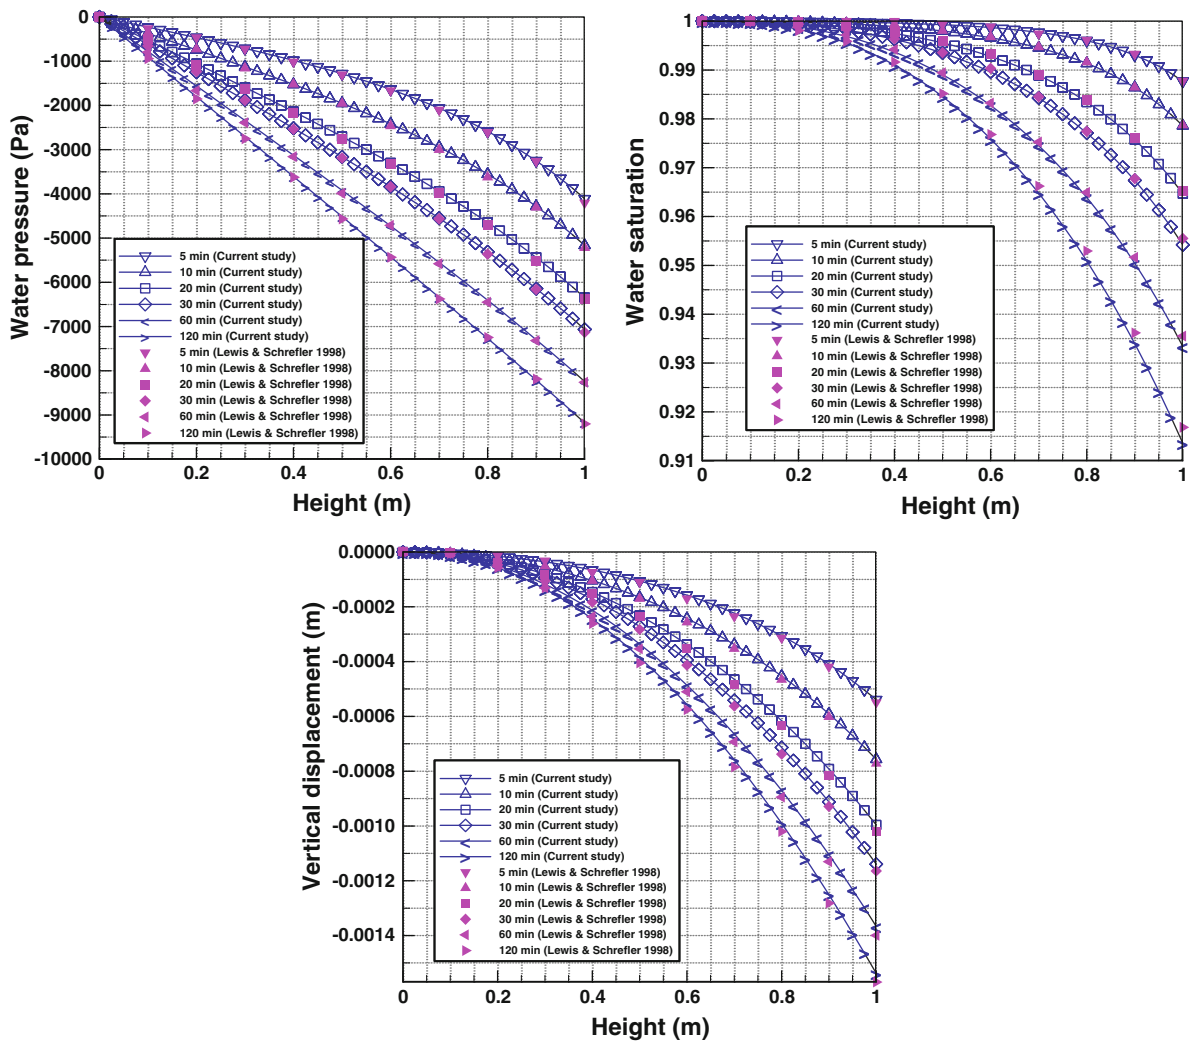 0
-1000
-2000
-3000
-4000
-5000
-6000
-7000
-8000
-9000
-10000
Water pressure (Pa)
5 min (Current study)
10 min (Current study)
20 min (Current study)
30 min (Current study)
60 min (Current study)
120 min (Current study)
5 min (Lewis & Schrefler 1998)
10 min (Lewis & Schrefler 1998)
20 min (Lewis & Schrefler 1998)
30 min (Lewis & Schrefler 1998)
60 min (Lewis & Schrefler 1998)
120 min (Lewis & Schrefler 1998)
0 0.2 0.4 0.6 0.8 1
Height (m)
1
0.99
0.98
0.97
0.96
0.95
0.94
0.93
0.92
0.91
Water saturation
5 min (Current study)
10 min (Current study)
20 min (Current study)
30 min (Current study)
60 min (Current study)
120 min (Current study)
5 min (Lewis & Schrefler 1998)
10 min (Lewis & Schrefler 1998)
20 min (Lewis & Schrefler 1998)
30 min (Lewis & Schrefler 1998)
60 min (Lewis & Schrefler 1998)
120 min (Lewis & Schrefler 1998)
0 0.2 0.4 0.6 0.8 1
Height (m)
0.0000
-0.0002
-0.0004
-0.0006
-0.0008
-0.0010
-0.0012
-0.0014
Vertical displacement (m)
5 min (Current study)
10 min (Current study)
20 min (Current study)
30 min (Current study)
60 min (Current study)
120 min (Current study)
5 min (Lewis & Schrefler 1998)
10 min (Lewis & Schrefler 1998)
20 min (Lewis & Schrefler 1998)
30 min (Lewis & Schrefler 1998)
60 min (Lewis & Schrefler 1998)
120 min (Lewis & Schrefler 1998)
0 0.2 0.4 0.6 0.8 1
Height (m)